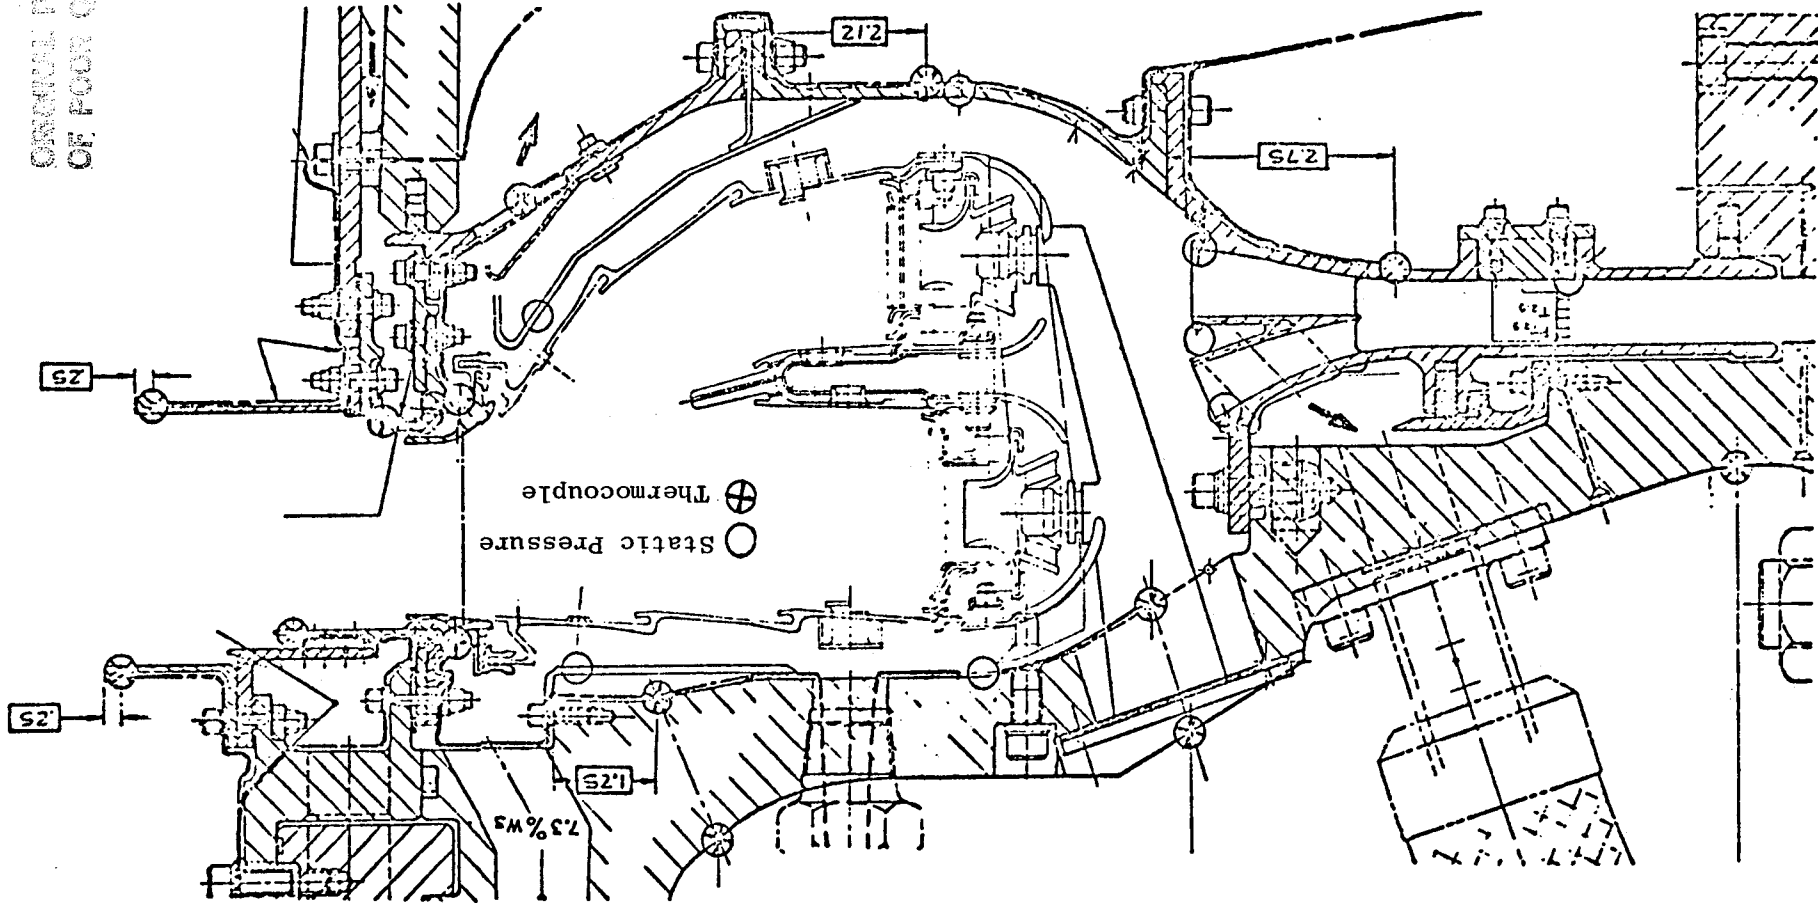 7.3% Ws
1.25
.25
Static Pressure
Thermocouple
.25
2.75
2.12
ORIGINAL
OF POOR